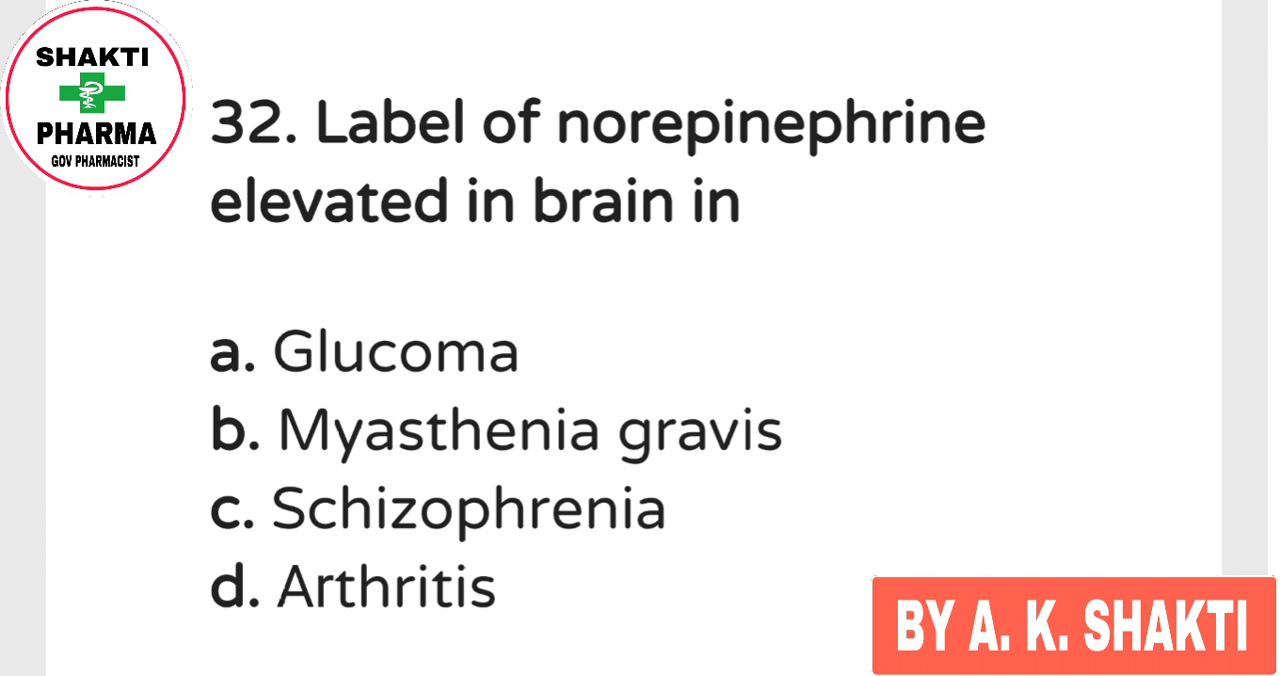 SHAKTI
PHARMA
GOV PHARMACIST
32. Label of norepinephrine
elevated in brain in
a. Glucoma
b. Myasthenia gravis
c. Schizophrenia
d. Arthritis
BY A. K. SHAKTI